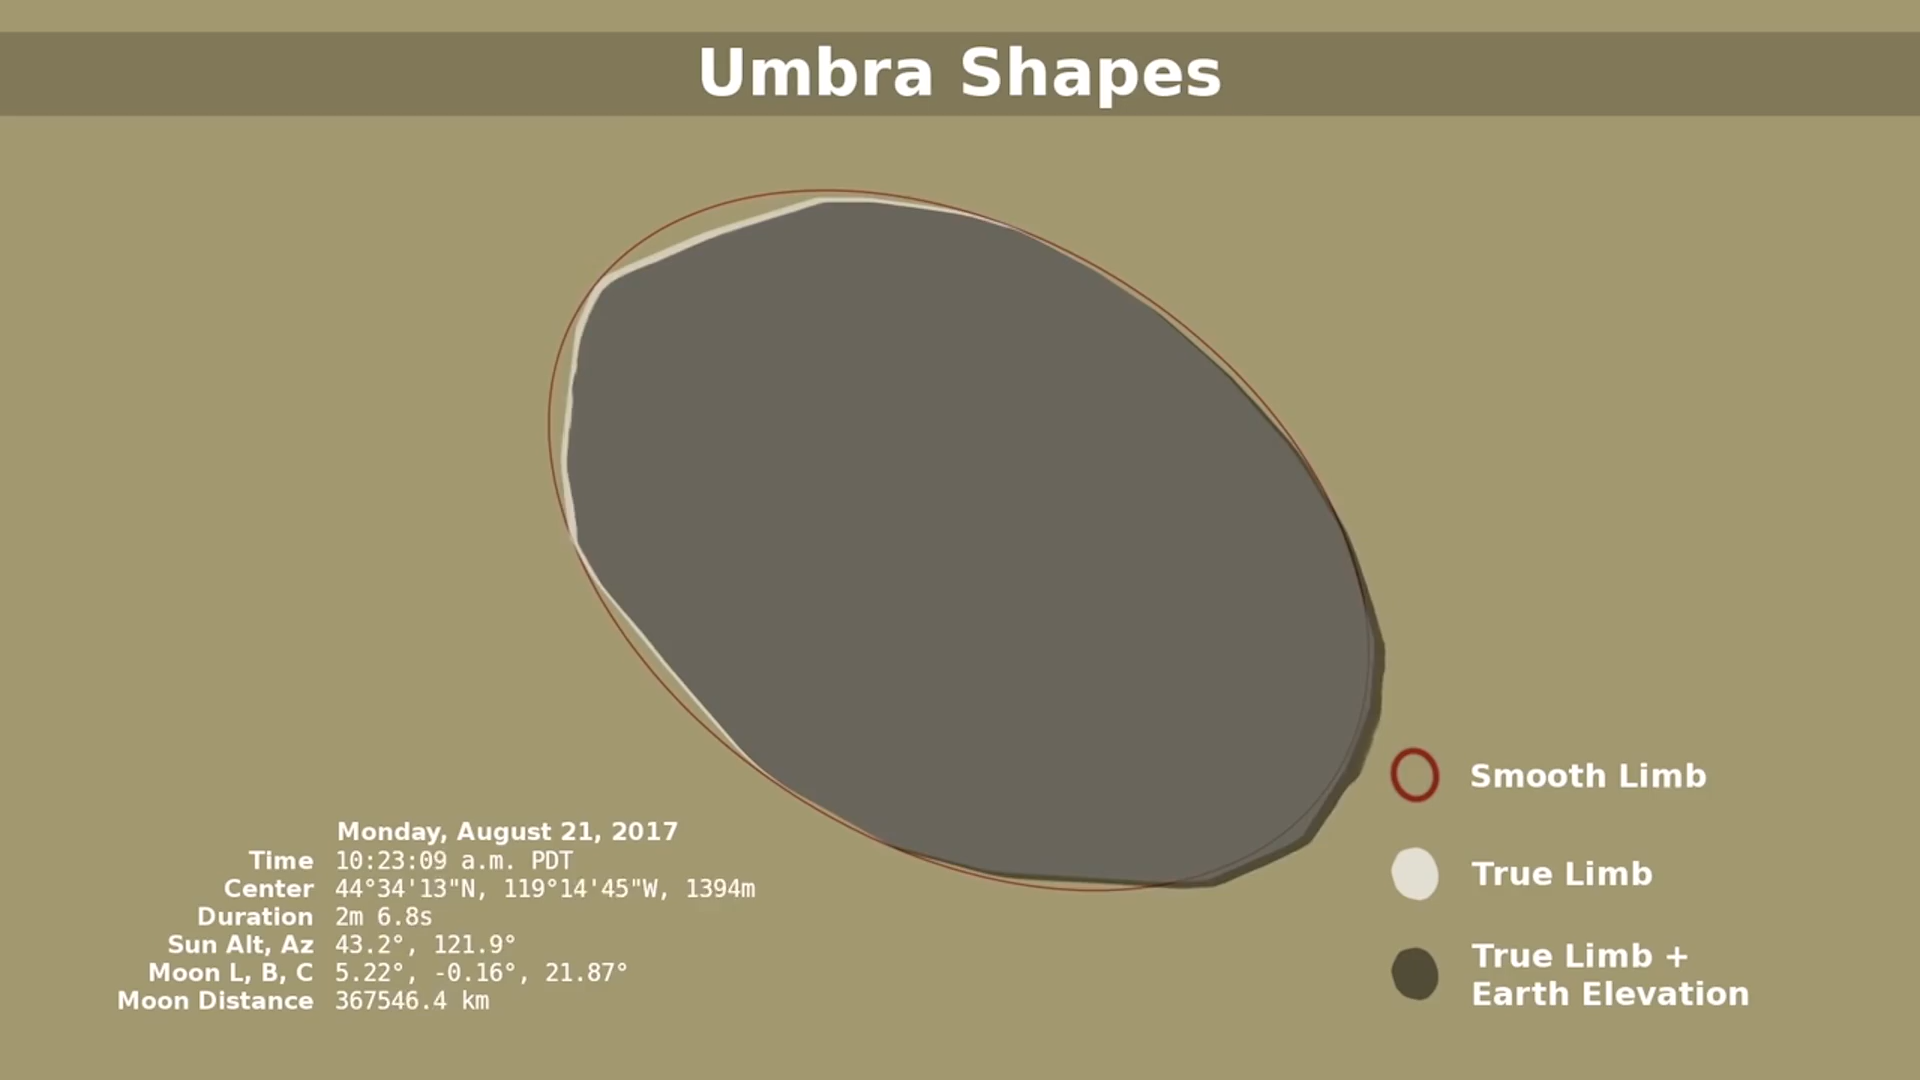 Umbra Shapes
Smooth Limb
True Limb
True Limb +
Earth Elevation
Monday, August 21, 2017
Time 10:23:09 a.m. PDT
Center 44°34'13"N, 119°14'45"W, 1394m
Duration 2m 6.8s
Sun Alt, Az 43.2°, 121.9°
Moon L, B, C 5.22°, -0.16°, 21.87°
Moon Distance 367546.4 km